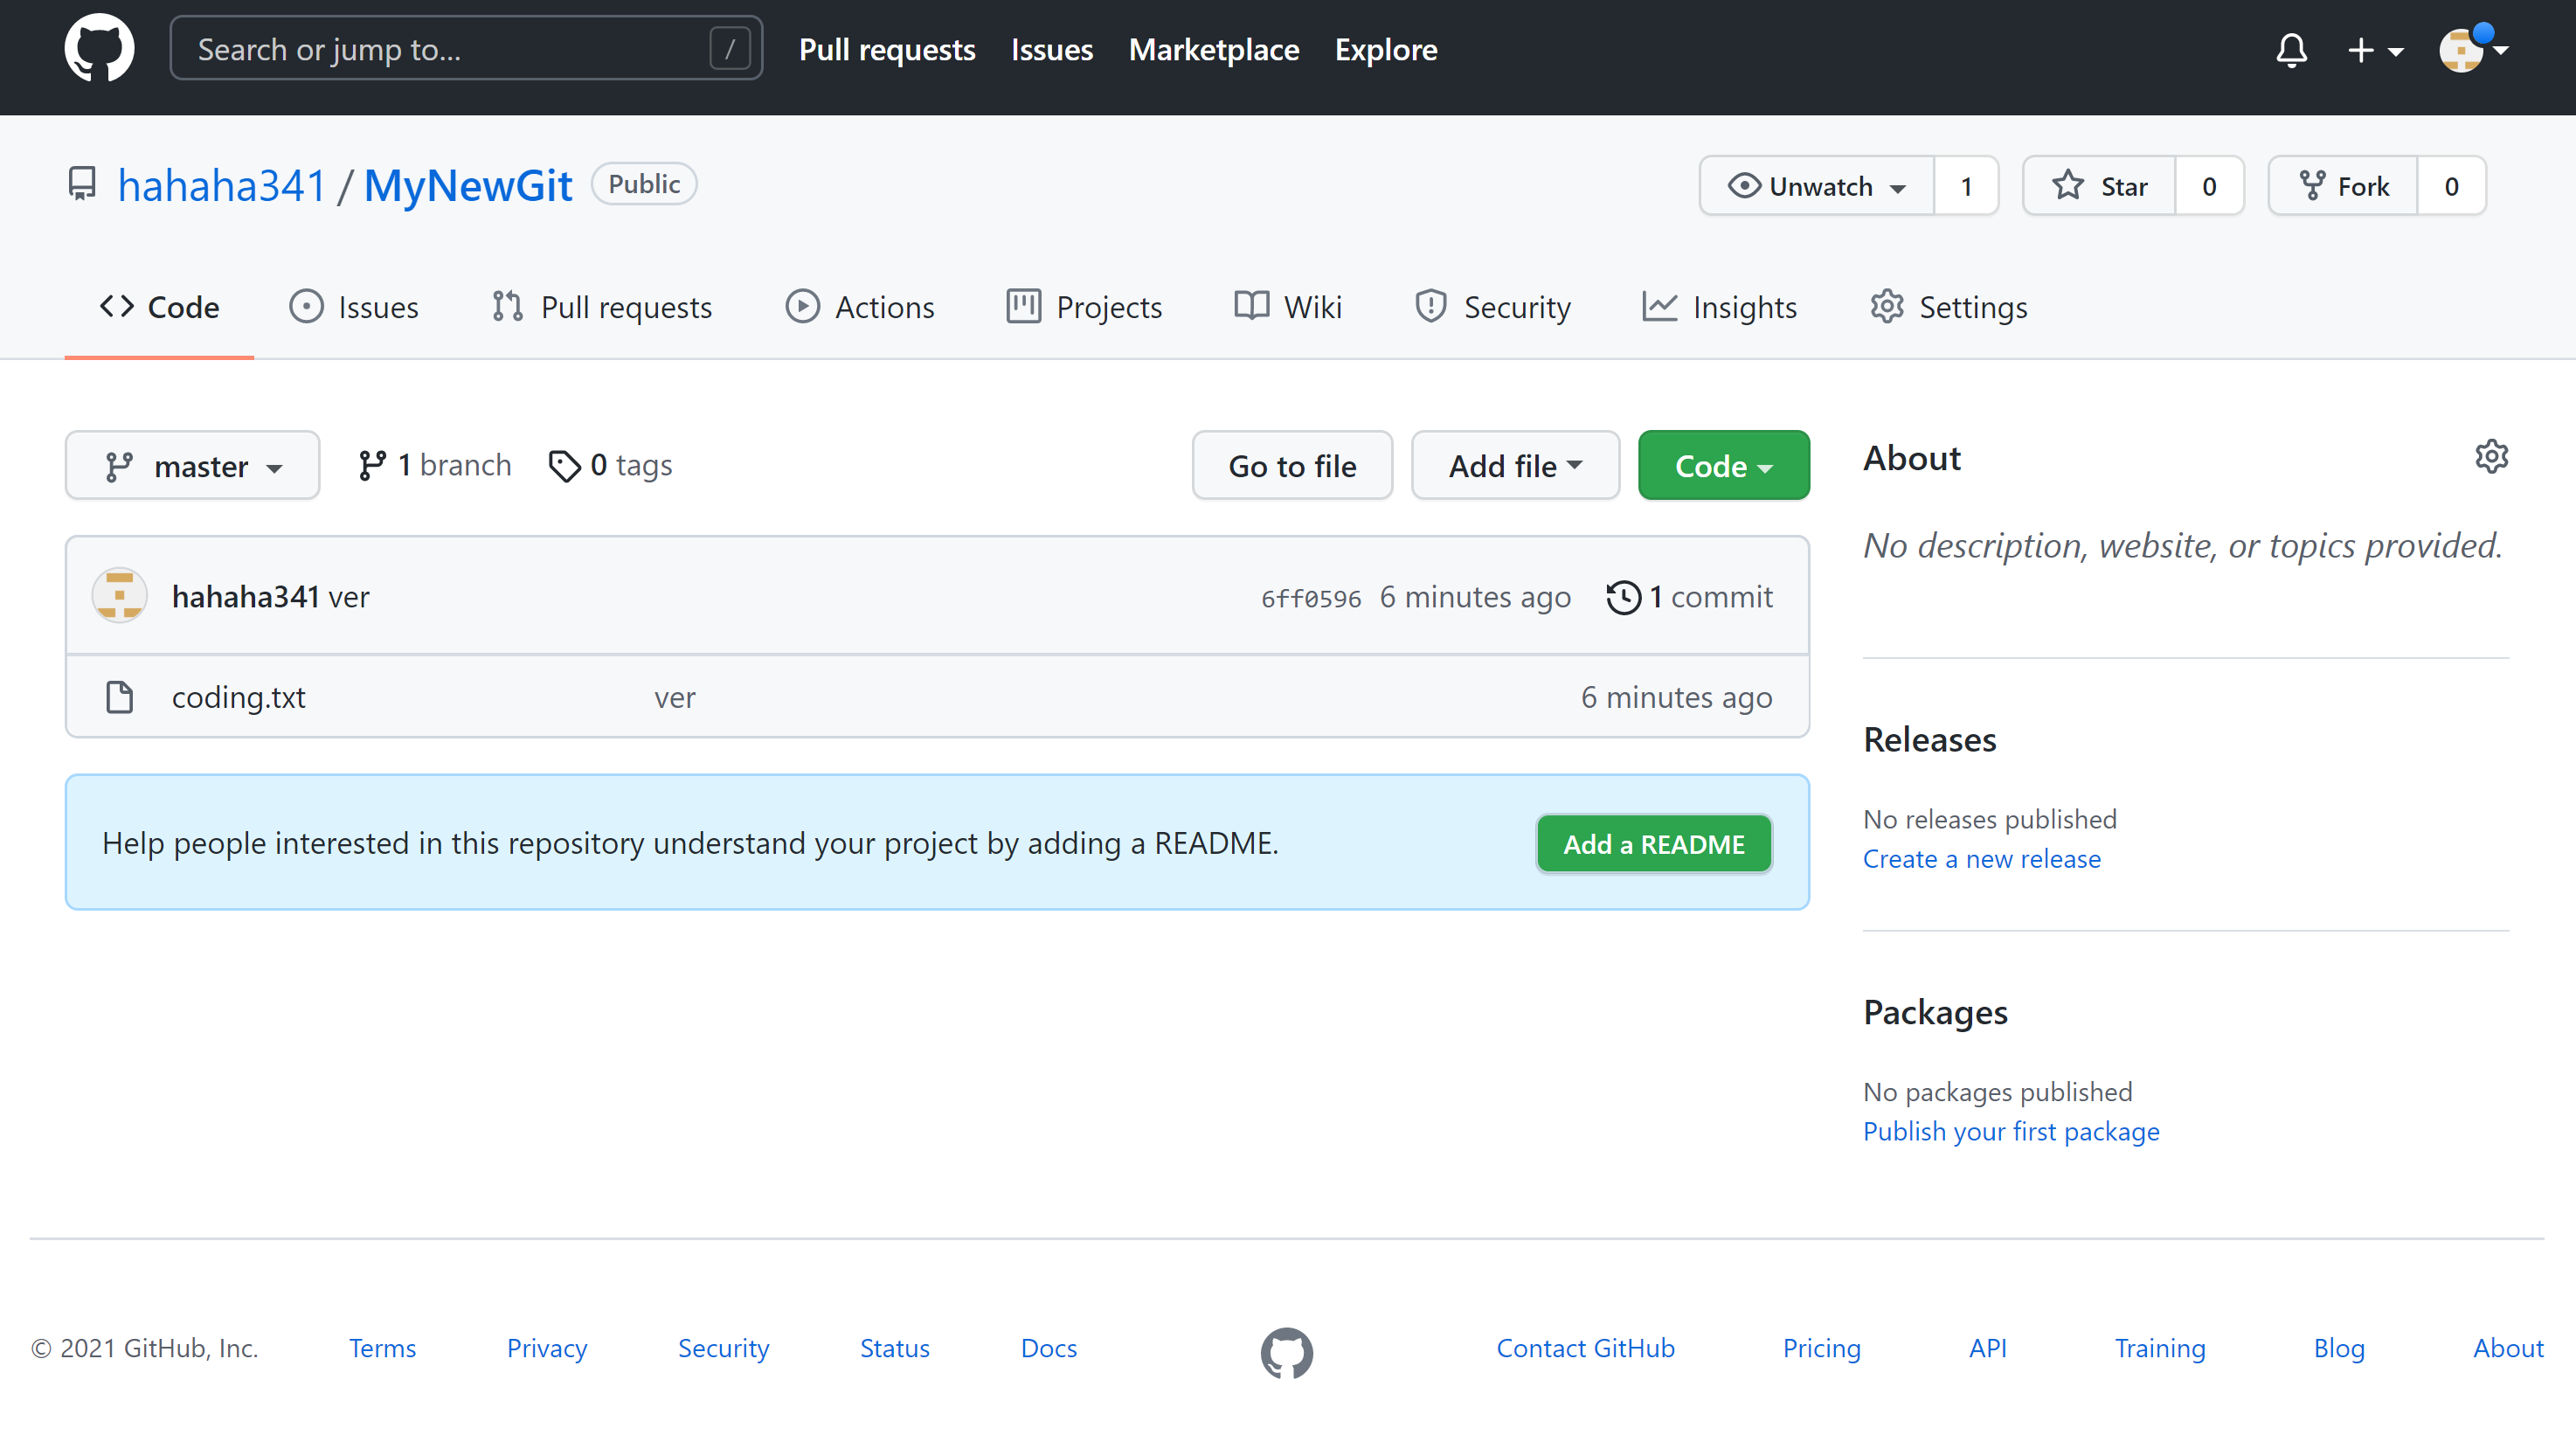 Search or jump to... / Pull requests Issues Marketplace Explore
hahaha341 / MyNewGit Public Unwatch 1 Star 0 Fork 0
Code Issues Pull requests Actions Projects Wiki Security Insights Settings
master 1 branch 0 tags Go to file Add file Code
About
No description, website, or topics provided.
hahaha341 ver 6ff0596 6 minutes ago 1 commit
coding.txt ver 6 minutes ago
Releases
No releases published
Create a new release
Help people interested in this repository understand your project by adding a README. Add a README
Packages
No packages published
Publish your first package
© 2021 GitHub, Inc. Terms Privacy Security Status Docs Contact GitHub Pricing API Training Blog About